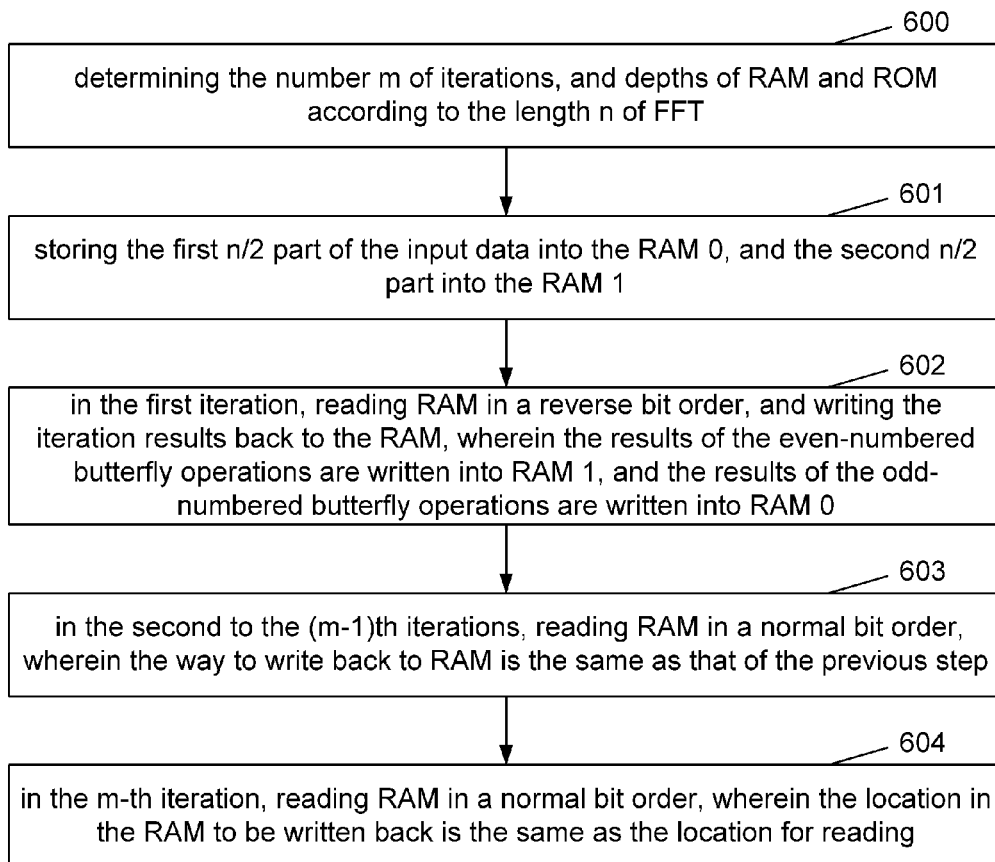 600
determining the number m of iterations, and depths of RAM and ROM
according to the length n of FFT
601
storing the first n/2 part of the input data into the RAM 0, and the second n/2
part into the RAM 1
602
in the first iteration, reading RAM in a reverse bit order, and writing the
iteration results back to the RAM, wherein the results of the even-numbered
butterfly operations are written into RAM 1, and the results of the odd-
numbered butterfly operations are written into RAM 0
603
in the second to the (m-1)th iterations, reading RAM in a normal bit order,
wherein the way to write back to RAM is the same as that of the previous step
604
in the m-th iteration, reading RAM in a normal bit order, wherein the location in
the RAM to be written back is the same as the location for reading